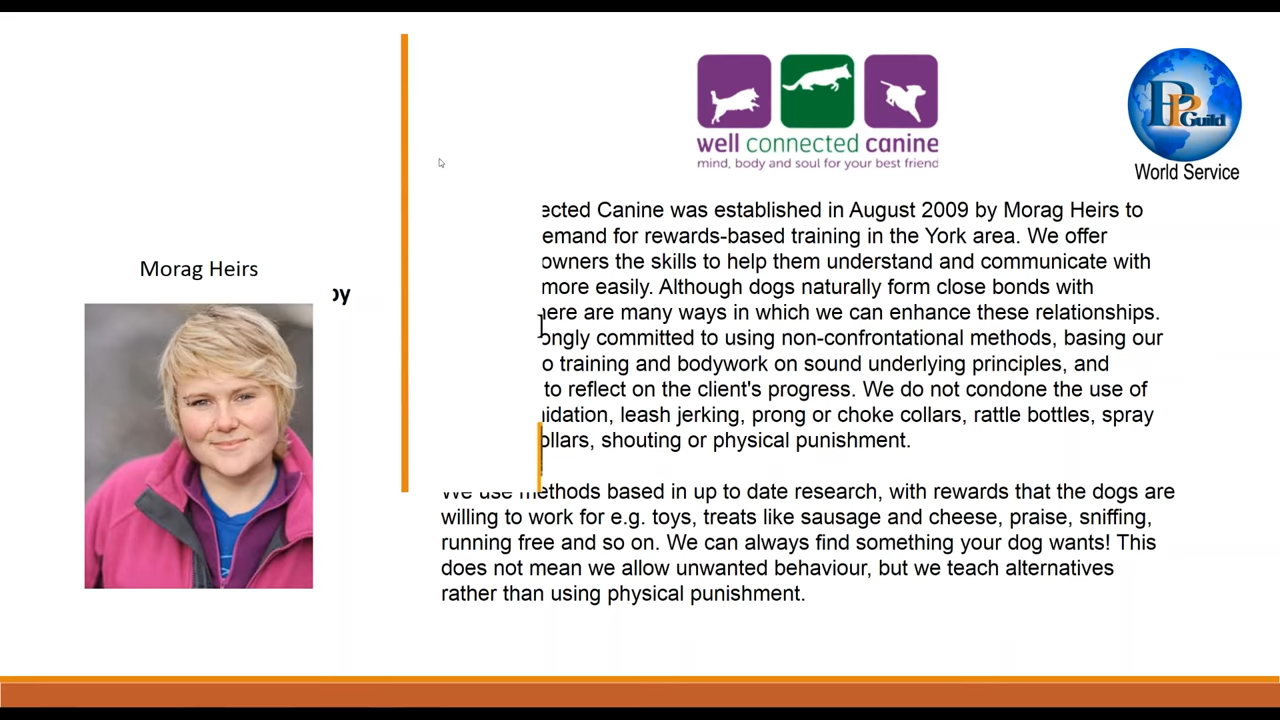 well connected canine
mind, body and soul for your best friend
PP Guild
World Service
Morag Heirs
by
ected Canine was established in August 2009 by Morag Heirs to
emand for rewards-based training in the York area. We offer
owners the skills to help them understand and communicate with
more easily. Although dogs naturally form close bonds with
here are many ways in which we can enhance these relationships.
ongly committed to using non-confrontational methods, basing our
o training and bodywork on sound underlying principles, and
to reflect on the client's progress. We do not condone the use of
idation, leash jerking, prong or choke collars, rattle bottles, spray
ollars, shouting or physical punishment.
We use methods based in up to date research, with rewards that the dogs are
willing to work for e.g. toys, treats like sausage and cheese, praise, sniffing,
running free and so on. We can always find something your dog wants! This
does not mean we allow unwanted behaviour, but we teach alternatives
rather than using physical punishment.